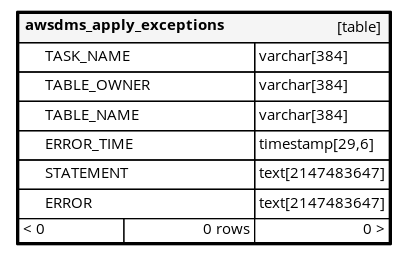 awsdms_apply_exceptions [table]
TASK_NAME varchar[384]
TABLE_OWNER varchar[384]
TABLE_NAME varchar[384]
ERROR_TIME timestamp[29,6]
STATEMENT text[2147483647]
ERROR text[2147483647]
< 0 0 rows 0 >